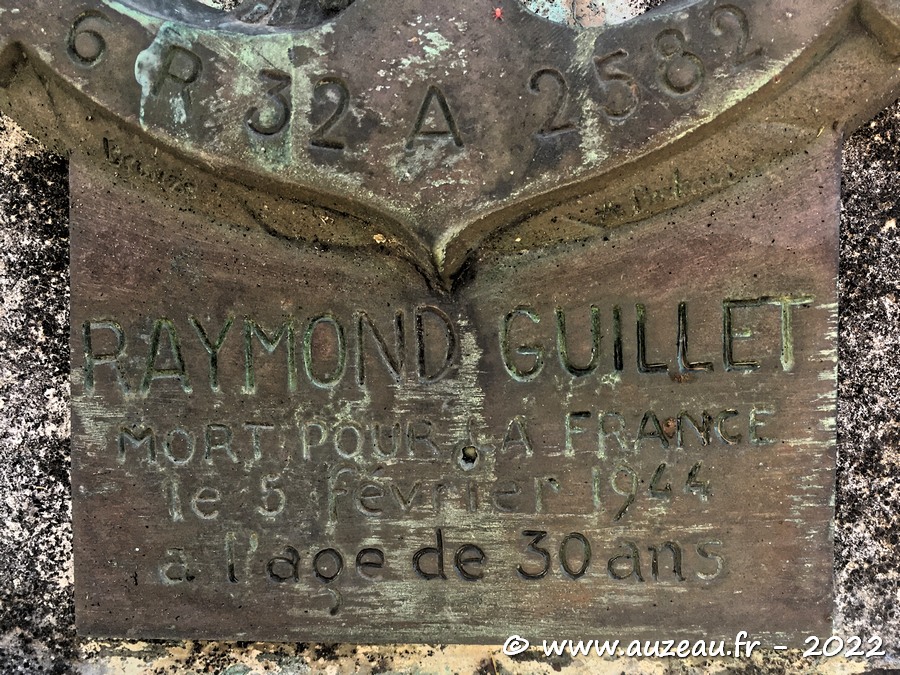 6 R 32 A 2582
RAYMOND GUILLET
MORT POUR LA FRANCE
le 5 février 1944
a l'age de 30 ans
© www.auzeau.fr - 2022